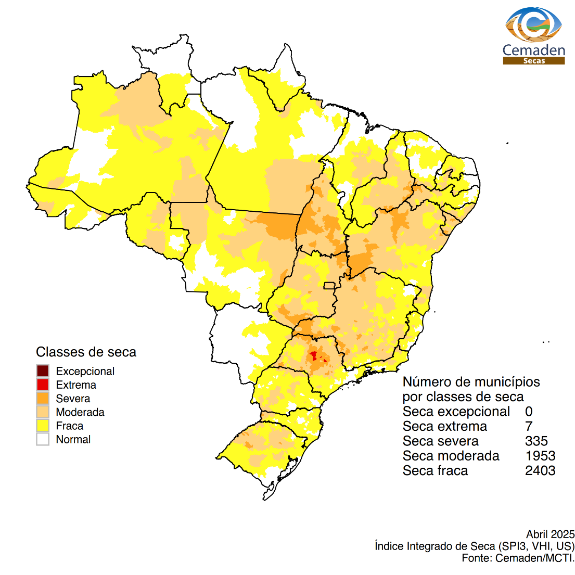 Cemaden
Secas
Classes de seca
Excepcional
Extrema
Severa
Moderada
Fraca
Normal
Número de municípios
por classes de seca
Seca excepcional 0
Seca extrema 7
Seca severa 335
Seca moderada 1953
Seca fraca 2403
Abril 2025
Índice Integrado de Seca (SPI3, VHI, US)
Fonte: Cemaden/MCTI.